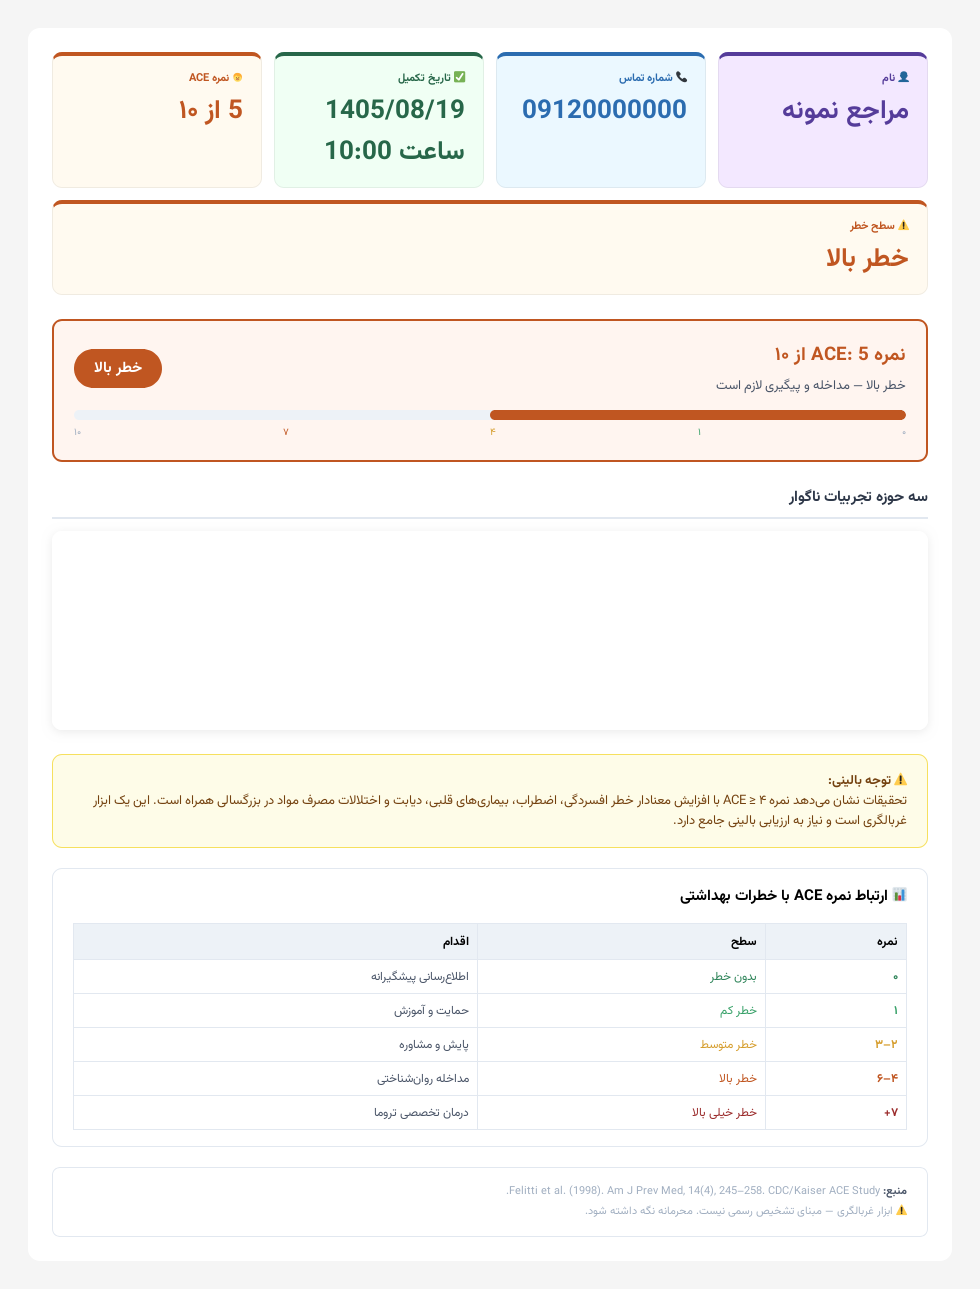 👤 نام
مراجع نمونه
📞 شماره تماس
09120000000
✅ تاریخ تکمیل
1405/08/19
ساعت 10:00
نمره ACE
5 از ۱۰
⚠️ سطح خطر
خطر بالا
نمره ACE: 5 از ۱۰
خطر بالا — مداخله و پیگیری لازم است
خطر بالا
۰ ۱ ۴ ۷ ۱۰
سه حوزه تجربیات ناگوار
⚠️ توجه بالینی:
تحقیقات نشان می‌دهد نمره ACE ≥ ۴ با افزایش معنادار خطر افسردگی، اضطراب، بیماری‌های قلبی، دیابت و اختلالات مصرف مواد در بزرگسالی همراه است. این یک ابزار
غربالگری است و نیاز به ارزیابی بالینی جامع دارد.
📊 ارتباط نمره ACE با خطرات بهداشتی
نمره سطح اقدام
۰ بدون خطر اطلاع‌رسانی پیشگیرانه
۱ خطر کم حمایت و آموزش
۲–۳ خطر متوسط پایش و مشاوره
۴–۶ خطر بالا مداخله روان‌شناختی
۷+ خطر خیلی بالا درمان تخصصی تروما
منبع: Felitti et al. (1998). Am J Prev Med, 14(4), 245–258. CDC/Kaiser ACE Study.
⚠️ ابزار غربالگری — مبنای تشخیص رسمی نیست. محرمانه نگه داشته شود.